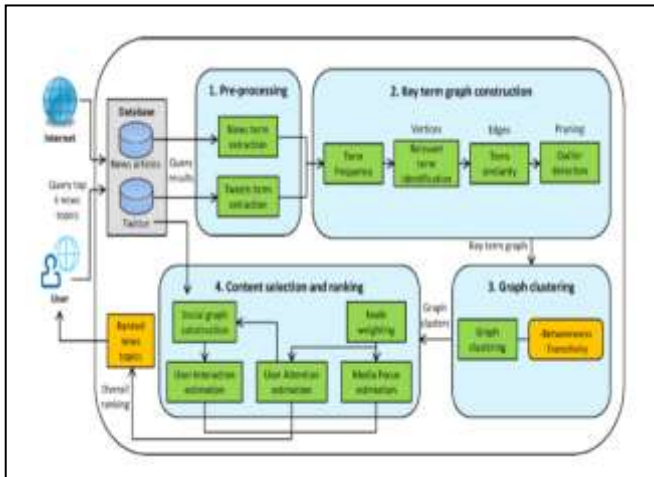 1. Pre-processing
2. Key term graph construction
Internet
Database
News articles
Twitter
Query
results
Query top
news
topics
User
News term
extraction
Tweets term
extraction
Term
frequency
Vertices
Relevant
term
identification
Edges
Term
similarity
Pruning
Outlier
detection
Key term graph
3. Graph clustering
Graph
clustering
-Betweenness
Transitivity
Graph
clusters
4. Content selection and ranking
Social graph
construction
Node
weighting
User Interaction
estimation
User Attention
estimation
Media Focus
estimation
Ranked
news
topics
Overall
ranking